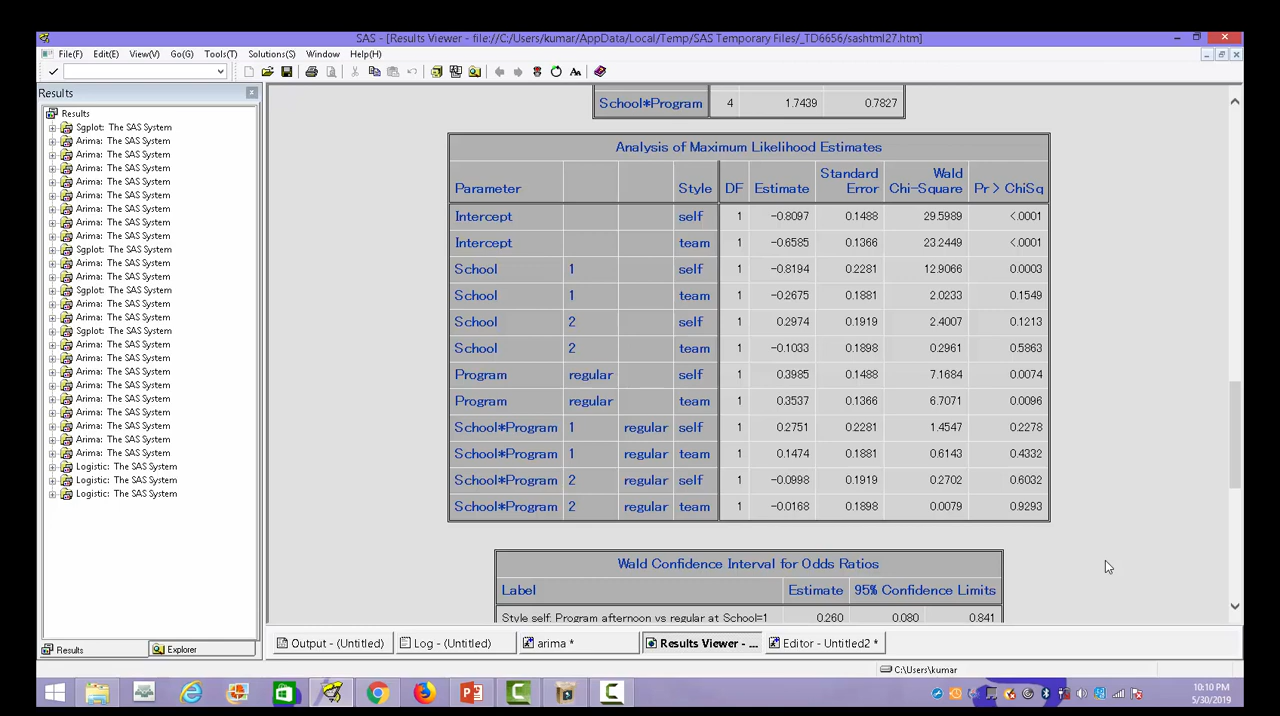 SAS - [Results Viewer - file://C:/Users/kumar/AppData/Local/Temp/SAS Temporary Files/_TD6656/sashtml27.htm]
File(F) Edit(E) View(V) Go(G) Tools(T) Solutions(S) Window Help(H)
Results
Results
Sgplot: The SAS System
Arima: The SAS System
Arima: The SAS System
Arima: The SAS System
Arima: The SAS System
Arima: The SAS System
Arima: The SAS System
Arima: The SAS System
Arima: The SAS System
Sgplot: The SAS System
Arima: The SAS System
Arima: The SAS System
Sgplot: The SAS System
Arima: The SAS System
Arima: The SAS System
Sgplot: The SAS System
Arima: The SAS System
Arima: The SAS System
Arima: The SAS System
Arima: The SAS System
Arima: The SAS System
Arima: The SAS System
Arima: The SAS System
Arima: The SAS System
Arima: The SAS System
Logistic: The SAS System
Logistic: The SAS System
Logistic: The SAS System
Results Explorer
School*Program 4 1.7439 0.7827
Analysis of Maximum Likelihood Estimates
Parameter Style DF Estimate Standard Error Wald Chi-Square Pr > ChiSq
Intercept self 1 -0.8097 0.1488 29.5989 <.0001
Intercept team 1 -0.6585 0.1366 23.2449 <.0001
School 1 self 1 -0.8194 0.2281 12.9066 0.0003
School 1 team 1 -0.2675 0.1881 2.0233 0.1549
School 2 self 1 0.2974 0.1919 2.4007 0.1213
School 2 team 1 -0.1033 0.1898 0.2961 0.5863
Program regular self 1 0.3985 0.1488 7.1684 0.0074
Program regular team 1 0.3537 0.1366 6.7071 0.0096
School*Program 1 regular self 1 0.2751 0.2281 1.4547 0.2278
School*Program 1 regular team 1 0.1474 0.1881 0.6143 0.4332
School*Program 2 regular self 1 -0.0998 0.1919 0.2702 0.6032
School*Program 2 regular team 1 -0.0168 0.1898 0.0079 0.9293
Wald Confidence Interval for Odds Ratios
Label Estimate 95% Confidence Limits
Style self: Program afternoon vs regular at School=1 0.260 0.080 0.841
Output - (Untitled) Log - (Untitled) arima * Results Viewer - ... Editor - Untitled2 *
C:\Users\kumar
10:10 PM
5/30/2019